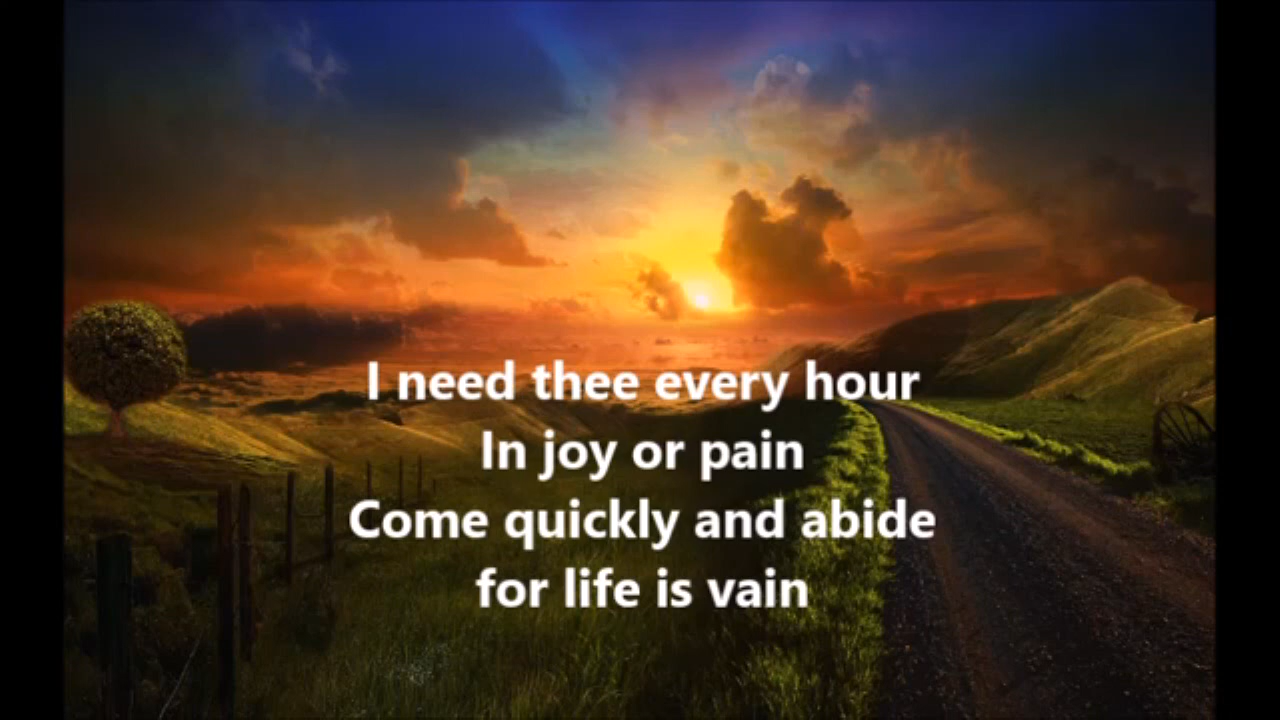 I need thee every hour
In joy or pain
Come quickly and abide
for life is vain